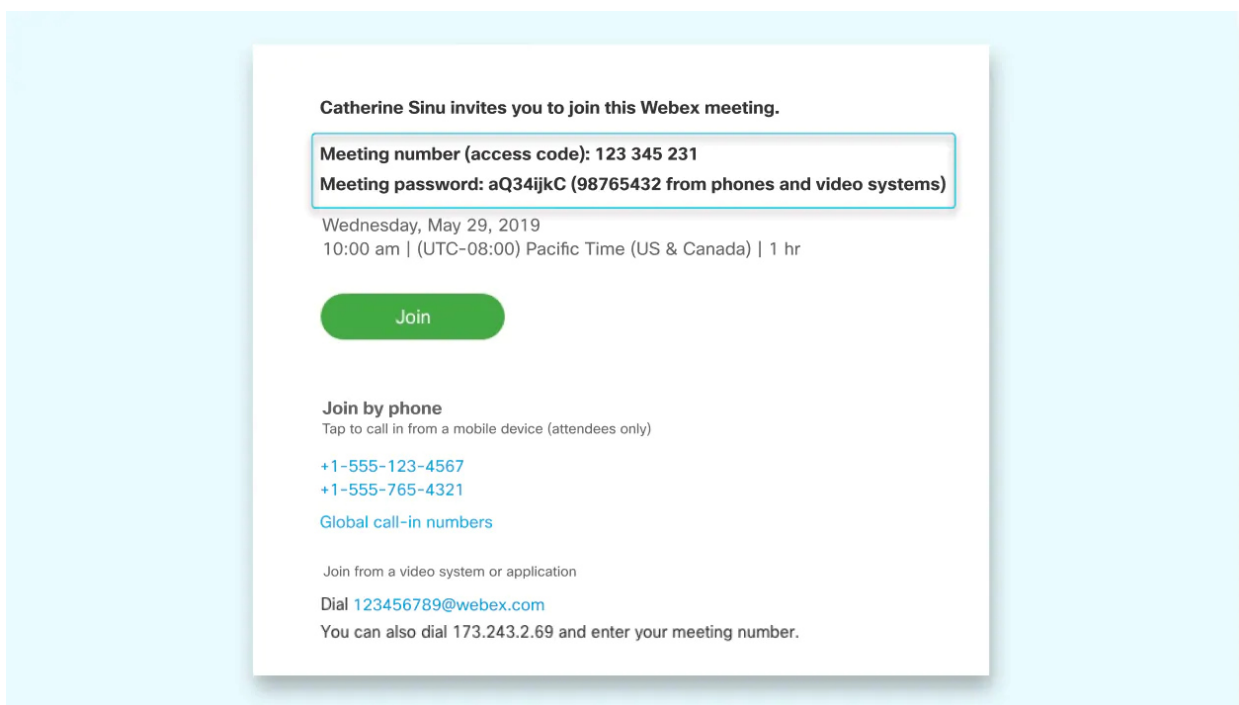 Catherine Sinu invites you to join this Webex meeting.
Meeting number (access code): 123 345 231
Meeting password: aQ34ijkC (98765432 from phones and video systems)
Wednesday, May 29, 2019
10:00 am | (UTC-08:00) Pacific Time (US & Canada) | 1 hr
Join
Join by phone
Tap to call in from a mobile device (attendees only)
+1-555-123-4567
+1-555-765-4321
Global call-in numbers
Join from a video system or application
Dial 123456789@webex.com
You can also dial 173.243.2.69 and enter your meeting number.